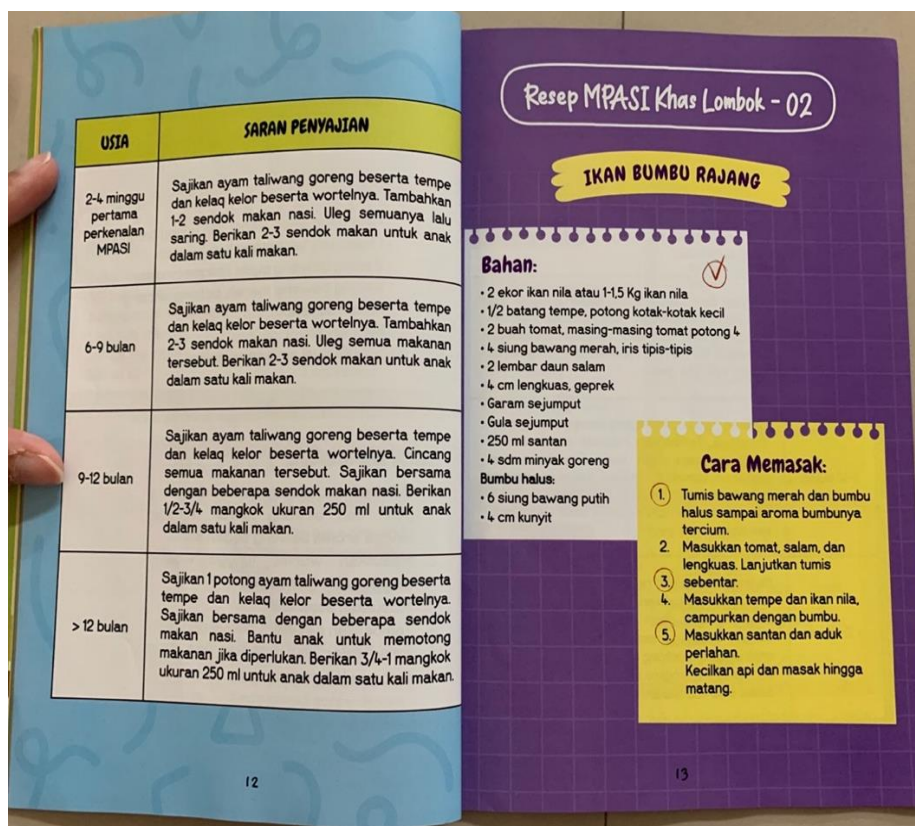 USIA
SARAN PENYAJIAN
2-4 minggu
pertama
perkenalan
MPASI
Sajikan ayam taliwang goreng beserta tempe
dan kelaq kelor beserta wortelnya. Tambahkan
1-2 sendok makan nasi. Uleg semuanya lalu
saring. Berikan 2-3 sendok makan untuk anak
dalam satu kali makan.
6-9 bulan
Sajikan ayam taliwang goreng beserta tempe
dan kelaq kelor beserta wortelnya. Tambahkan
2-3 sendok makan nasi. Uleg semua makanan
tersebut. Berikan 2-3 sendok makan untuk anak
dalam satu kali makan.
9-12 bulan
Sajikan ayam taliwang goreng beserta tempe
dan kelaq kelor beserta wortelnya. Cincang
semua makanan tersebut. Sajikan bersama
dengan beberapa sendok makan nasi. Berikan
1/2-3/4 mangkok ukuran 250 ml untuk anak
dalam satu kali makan.
> 12 bulan
Sajikan 1 potong ayam taliwang goreng beserta
tempe dan kelaq kelor beserta wortelnya.
Sajikan bersama dengan beberapa sendok
makan nasi. Bantu anak untuk memotong
makanan jika diperlukan. Berikan 3/4-1 mangkok
ukuran 250 ml untuk anak dalam satu kali makan.
12
Resep MPASI Khas Lombok - 02
IKAN BUMBU RAJANG
Bahan:
• 2 ekor ikan nila atau 1-1,5 Kg ikan nila
• 1/2 batang tempe, potong kotak-kotak kecil
• 2 buah tomat, masing-masing tomat potong 4
• 4 siung bawang merah, iris tipis-tipis
• 2 lembar daun salam
• 4 cm lengkuas, geprek
• Garam sejumput
• Gula sejumput
• 250 ml santan
• 4 sdm minyak goreng
Bumbu halus:
• 6 siung bawang putih
• 4 cm kunyit
Cara Memasak:
1. Tumis bawang merah dan bumbu
halus sampai aroma bumbunya
tercium.
2. Masukkan tomat, salam, dan
lengkuas. Lanjutkan tumis
3. sebentar.
4. Masukkan tempe dan ikan nila,
campurkan dengan bumbu.
5. Masukkan santan dan aduk
perlahan.
Kecilkan api dan masak hingga
matang.
13